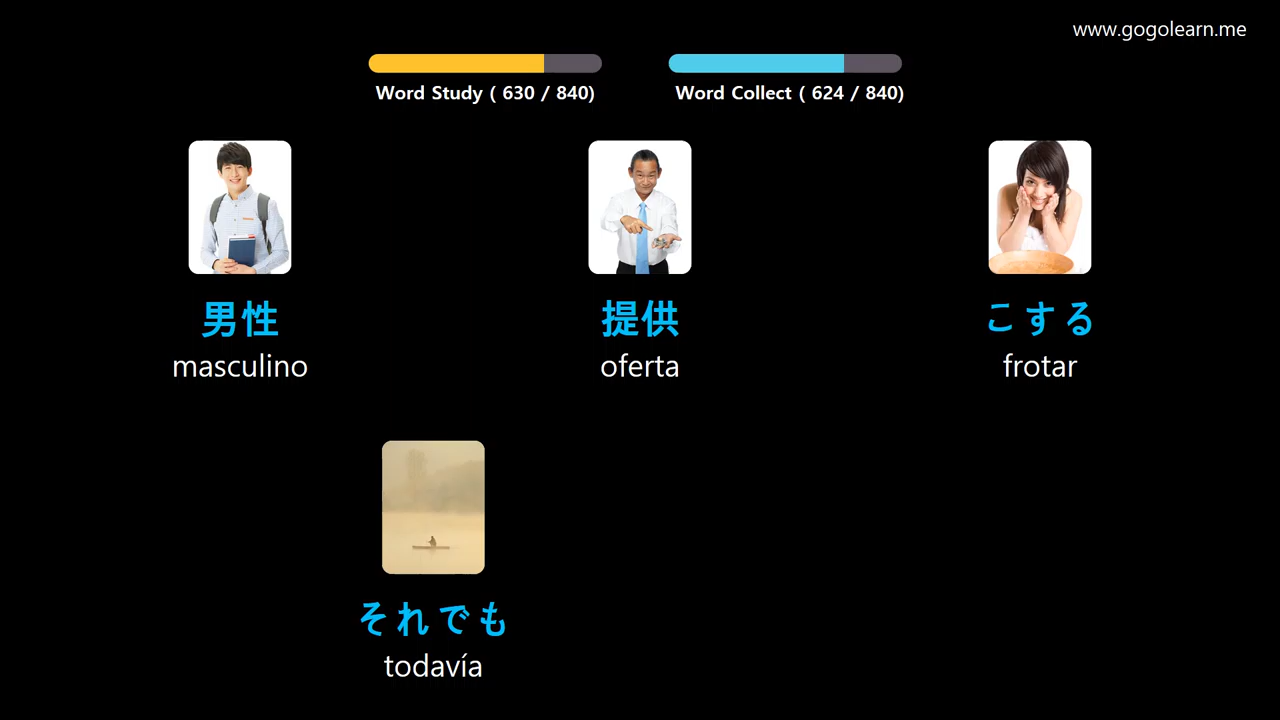 www.gogolearn.me
Word Study ( 630 / 840)
Word Collect ( 624 / 840)
男性
masculino
提供
oferta
こする
frotar
それでも
todavía